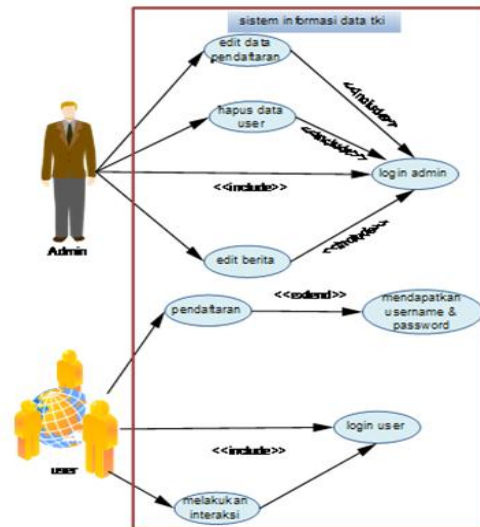 sistem informasi data tki
edit data
pendaftaran
<<include>>
hapus data
user
<<include>>
<<include>>
login admin
Admin
edit berita
<<include>>
pendaftaran
<<extend>>
mendapatkan
username &
password
login user
<<include>>
user
melakukan
interaksi